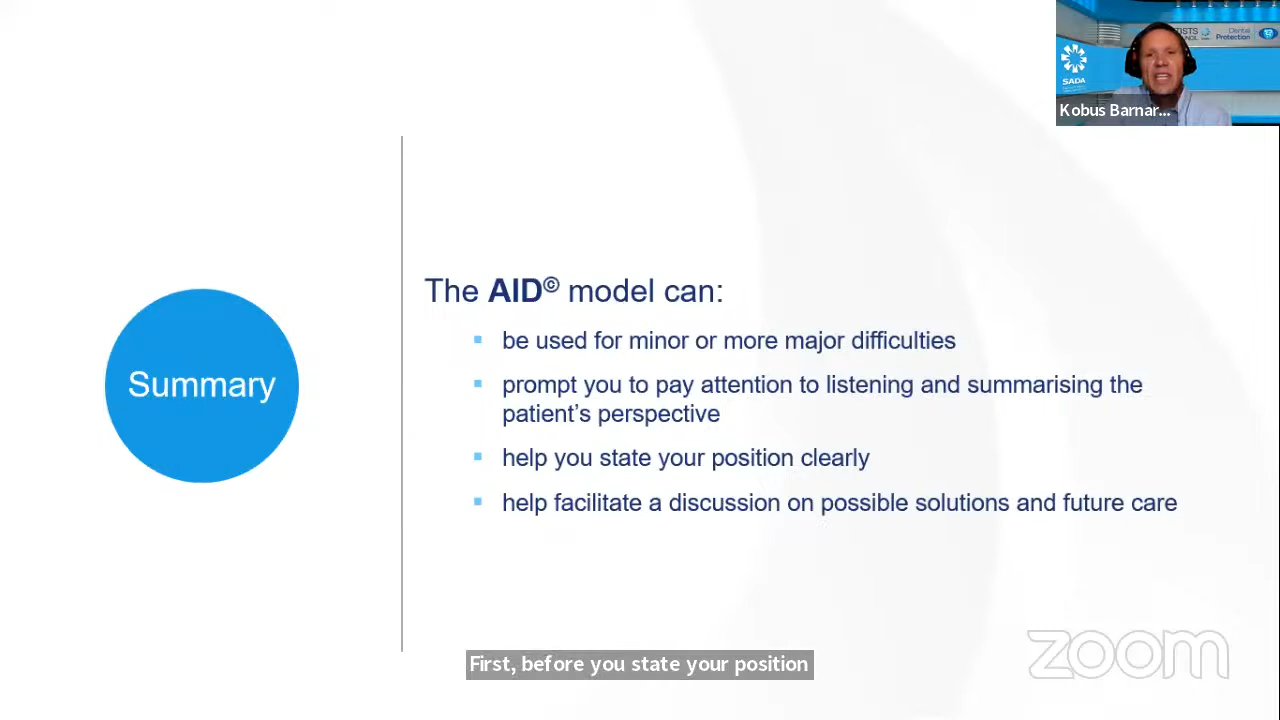 SADA
Dental
Protection
Kobus Barnar...
The AID© model can:
be used for minor or more major difficulties
prompt you to pay attention to listening and summarising the
patient’s perspective
help you state your position clearly
help facilitate a discussion on possible solutions and future care
Summary
First, before you state your position
zoom